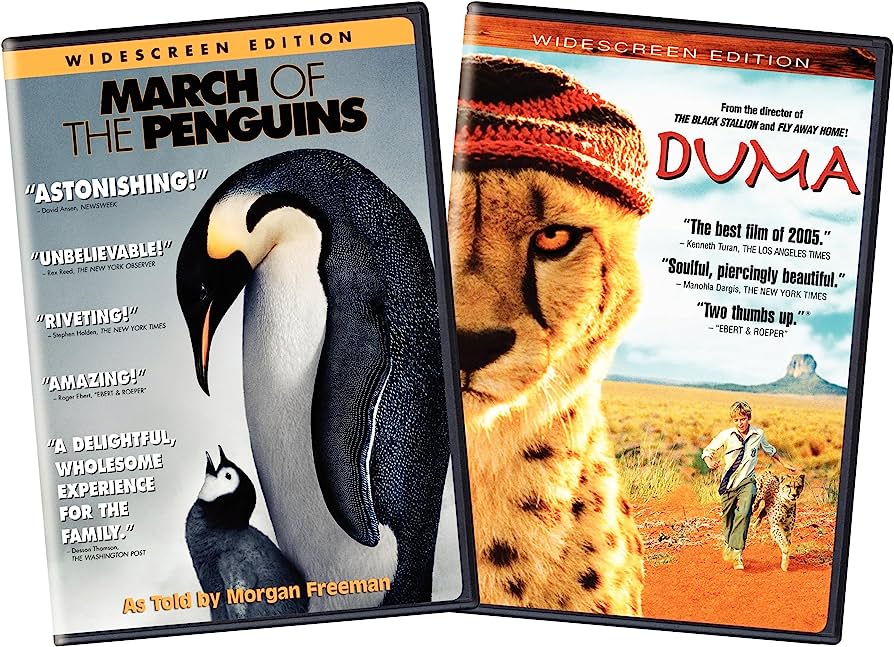 WIDESCREEN EDITION
MARCH OF
THE PENGUINS
"ASTONISHING!"
– David Ansen, NEWSWEEK
"UNBELIEVABLE!"
– Rex Reed, THE NEW YORK OBSERVER
"RIVETING!"
– Stephen Holden, THE NEW YORK TIMES
"AMAZING!"
– Roger Ebert, "EBERT & ROEPER"
"A DELIGHTFUL,
WHOLESOME
EXPERIENCE
FOR THE
FAMILY."
– Desson Thomson,
THE WASHINGTON POST
As Told by Morgan Freeman
WIDESCREEN EDITION
From the director of
THE BLACK STALLION and FLY AWAY HOME!
DUMA
"The best film of 2005."
– Kenneth Turan, THE LOS ANGELES TIMES
"Soulful, piercingly beautiful."
– Manohla Dargis, THE NEW YORK TIMES
"Two thumbs up."®
– "EBERT & ROEPER"